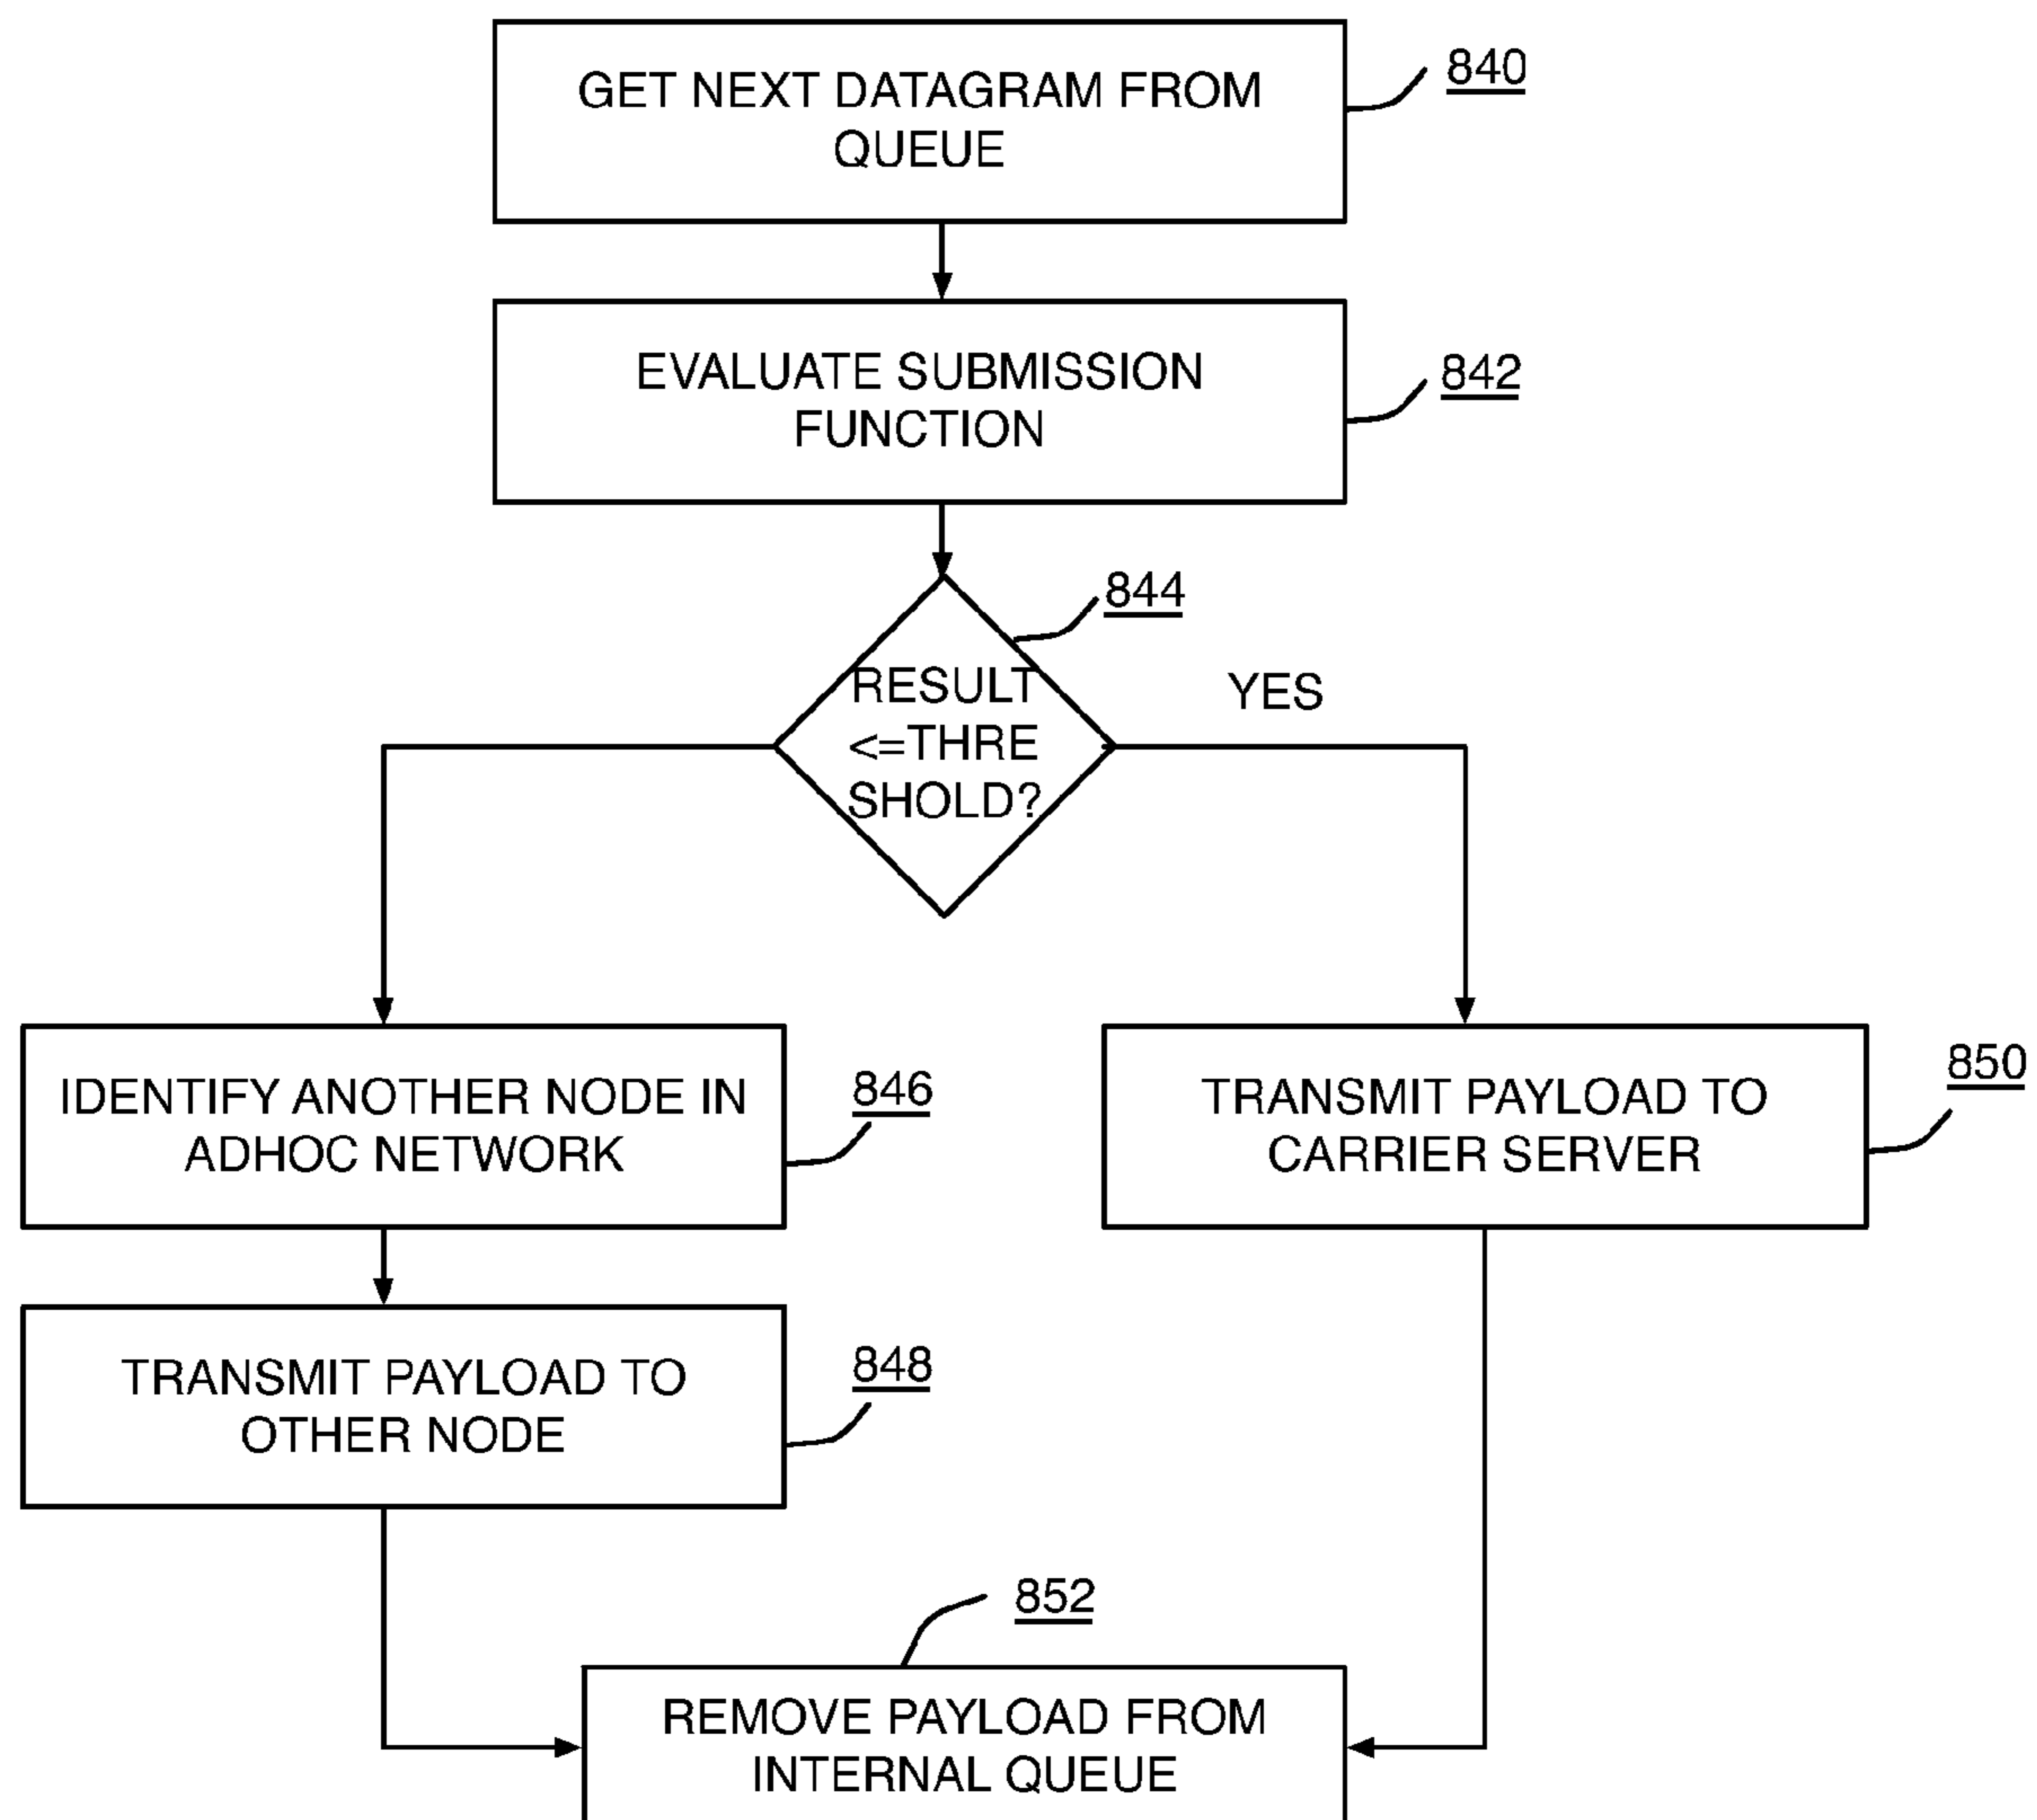 GET NEXT DATAGRAM FROM
QUEUE
840
EVALUATE SUBMISSION
FUNCTION
842
844
RESULT
<=THRE
SHOLD?
YES
IDENTIFY ANOTHER NODE IN
ADHOC NETWORK
846
TRANSMIT PAYLOAD TO
CARRIER SERVER
850
TRANSMIT PAYLOAD TO
OTHER NODE
848
852
REMOVE PAYLOAD FROM
INTERNAL QUEUE